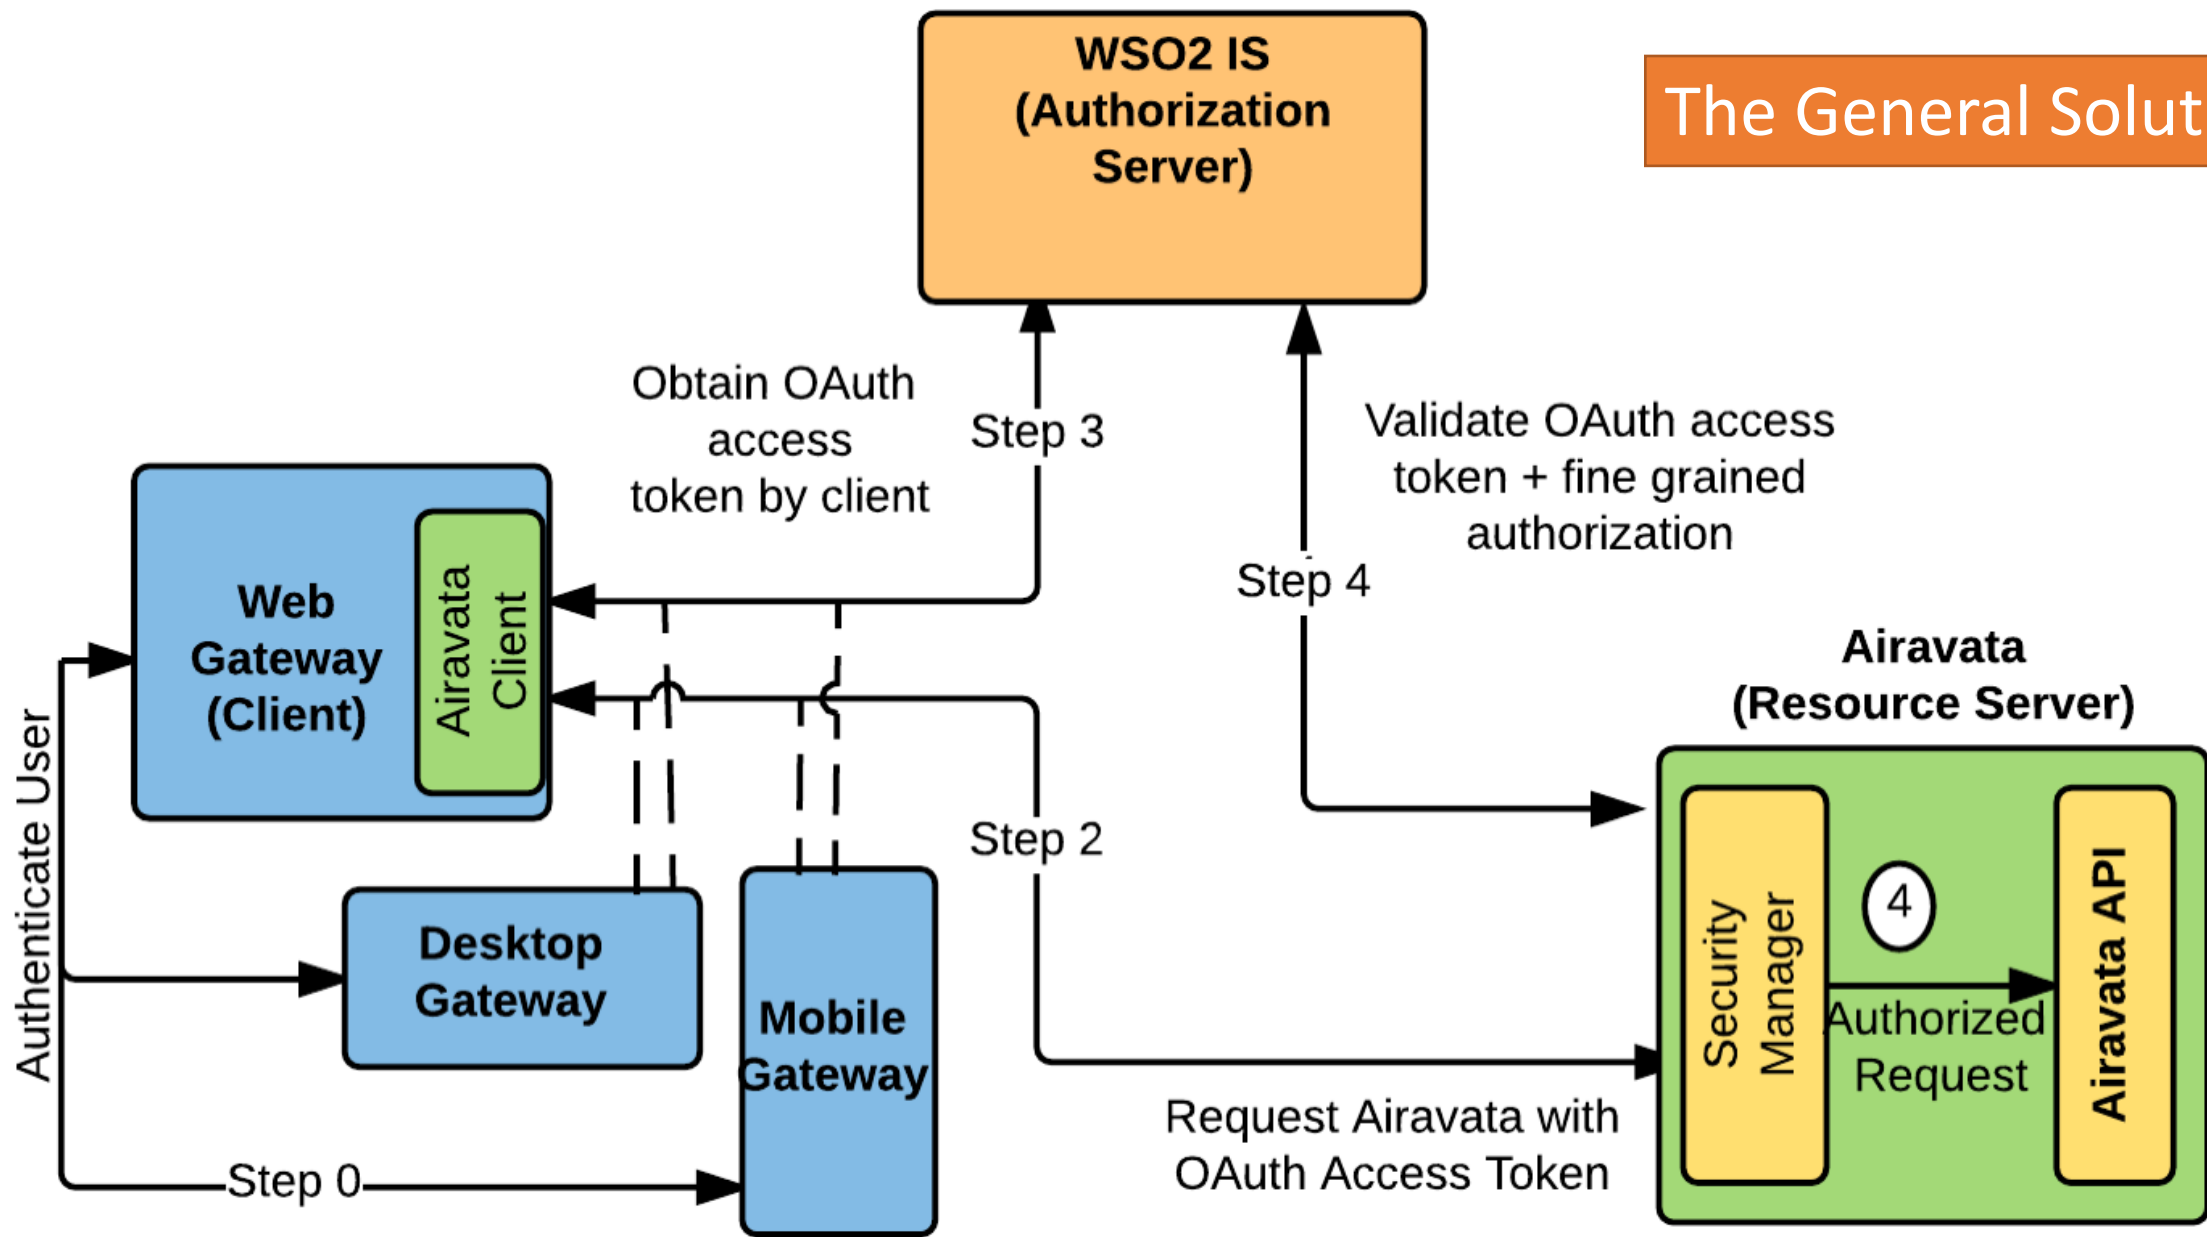 WSO2 IS
(Authorization
Server)
The General Solut
Obtain OAuth
access
token by client
Step 3
Validate OAuth access
token + fine grained
authorization
Step 4
Web
Gateway
(Client)
Airavata
Client
Airavata
(Resource Server)
Authenticate User
Step 2
Desktop
Gateway
Mobile
Gateway
Security
Manager
4
Authorized
Request
Airavata API
Request Airavata with
OAuth Access Token
Step 0